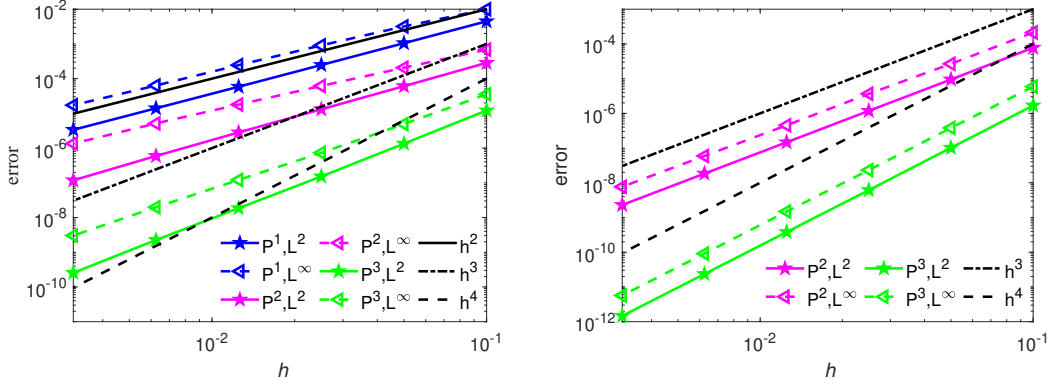 10^-2
10^-4
10^-6
10^-8
10^-10
error
10^-2
10^-1
h
P^1,L^2
P^1,L^∞
P^2,L^2
P^2,L^∞
P^3,L^2
P^3,L^∞
h^2
h^3
h^4
10^-4
10^-6
10^-8
10^-10
10^-12
error
10^-2
10^-1
h
P^2,L^2
P^2,L^∞
P^3,L^2
P^3,L^∞
h^3
h^4